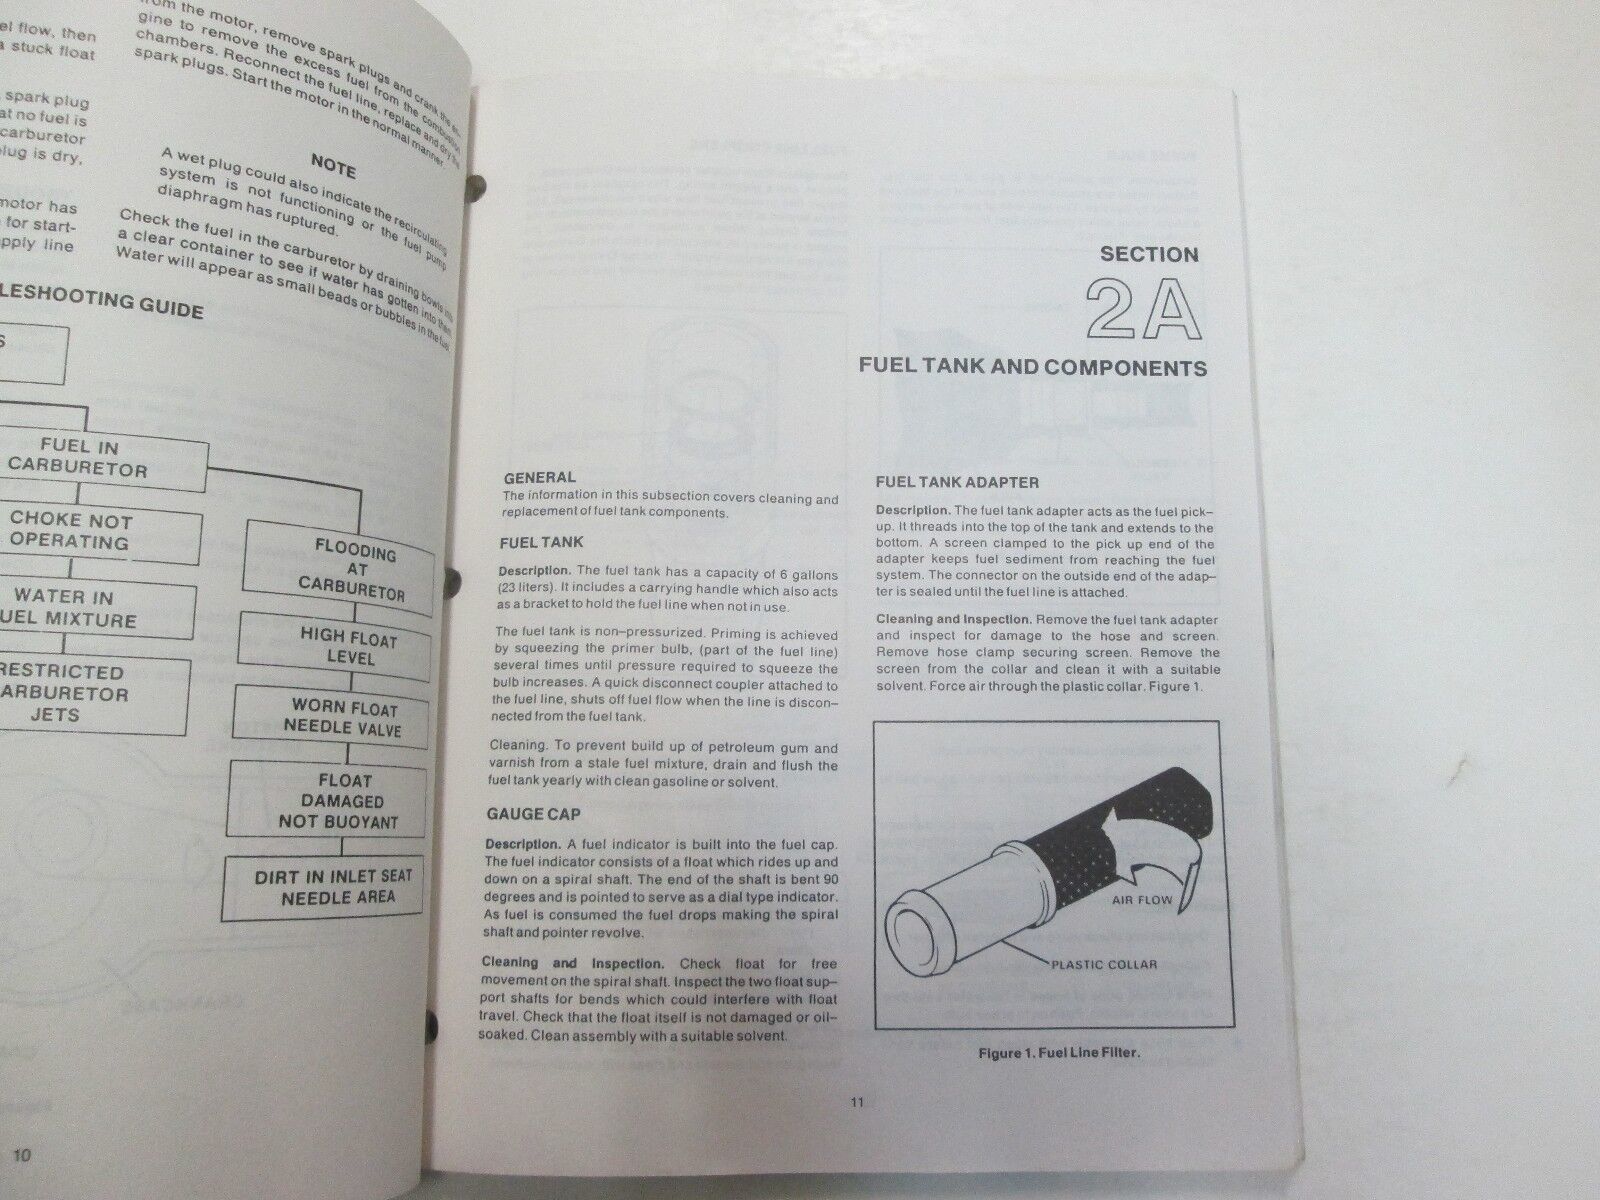 el flow, then
a stuck float
spark plug
at no fuel is
carburetor
plug is dry,
motor has
for start-
pply line
from the motor, remove spark plugs and crank the en-
gine to remove the excess fuel from the combustion
chambers. Reconnect the fuel line, replace and dry the
spark plugs. Start the motor in the normal manner.
NOTE
A wet plug could also indicate the recirculating
system is not functioning or the fuel pump
diaphragm has ruptured.
Check the fuel in the carburetor by draining bowls into
a clear container to see if water has gotten into them.
Water will appear as small beads or bubbles in the fuel.
LESHOOTING GUIDE
S
FUEL IN
CARBURETOR
CHOKE NOT
OPERATING
WATER IN
UEL MIXTURE
RESTRICTED
ARBURETOR
JETS
FLOODING
AT
CARBURETOR
HIGH FLOAT
LEVEL
WORN FLOAT
NEEDLE VALVE
FLOAT
DAMAGED
NOT BUOYANT
DIRT IN INLET SEAT
NEEDLE AREA
10
SECTION
2A
FUEL TANK AND COMPONENTS
GENERAL
The information in this subsection covers cleaning and
replacement of fuel tank components.
FUEL TANK
Description. The fuel tank has a capacity of 6 gallons
(23 liters). It includes a carrying handle which also acts
as a bracket to hold the fuel line when not in use.
The fuel tank is non–pressurized. Priming is achieved
by squeezing the primer bulb, (part of the fuel line)
several times until pressure required to squeeze the
bulb increases. A quick disconnect coupler attached to
the fuel line, shuts off fuel flow when the line is discon–
nected from the fuel tank.
Cleaning. To prevent build up of petroleum gum and
varnish from a stale fuel mixture, drain and flush the
fuel tank yearly with clean gasoline or solvent.
GAUGE CAP
Description. A fuel indicator is built into the fuel cap.
The fuel indicator consists of a float which rides up and
down on a spiral shaft. The end of the shaft is bent 90
degrees and is pointed to serve as a dial type indicator.
As fuel is consumed the fuel drops making the spiral
shaft and pointer revolve.
Cleaning and Inspection. Check float for free
movement on the spiral shaft. Inspect the two float sup–
port shafts for bends which could interfere with float
travel. Check that the float itself is not damaged or oil–
soaked. Clean assembly with a suitable solvent.
FUEL TANK ADAPTER
Description. The fuel tank adapter acts as the fuel pick–
up. It threads into the top of the tank and extends to the
bottom. A screen clamped to the pick up end of the
adapter keeps fuel sediment from reaching the fuel
system. The connector on the outside end of the adap–
ter is sealed until the fuel line is attached.
Cleaning and Inspection. Remove the fuel tank adapter
and inspect for damage to the hose and screen.
Remove hose clamp securing screen. Remove the
screen from the collar and clean it with a suitable
solvent. Force air through the plastic collar. Figure 1.
AIR FLOW
PLASTIC COLLAR
Figure 1. Fuel Line Filter.
11